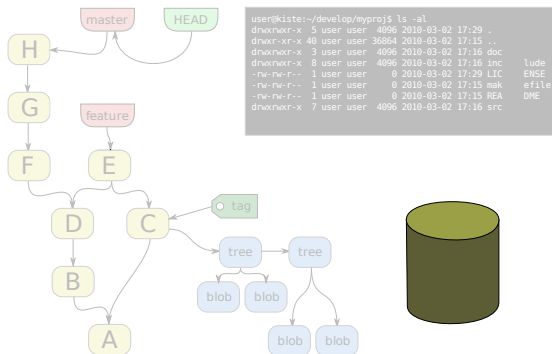 master
HEAD
H
G
feature
F
E
D
C
tag
B
tree
tree
blob
blob
A
blob
blob
user@kiste:~/develop/myproj$ ls -al
drwxrwxr-x 5 user user 4096 2010-03-02 17:29 .
drwxrwxr-x 40 user user 36864 2010-03-02 17:15 ..
drwxrwxr-x 3 user user 4096 2010-03-02 17:16 doc
drwxrwxr-x 8 user user 4096 2010-03-02 17:16 inc lude
-rw-rw-r-- 1 user user 0 2010-03-02 17:29 LIC ENSE
-rw-rw-r-- 1 user user 0 2010-03-02 17:15 mak efile
-rw-rw-r-- 1 user user 0 2010-03-02 17:15 REA DME
drwxrwxr-x 7 user user 4096 2010-03-02 17:16 src